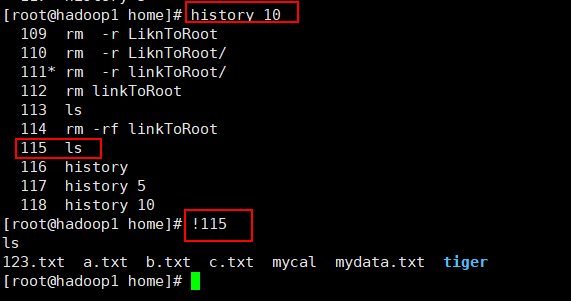 [root@hadoop1 home]# history 10
109 rm -r LiknToRoot
110 rm -r LinkToRoot/
111* rm -r linkToRoot/
112 rm linkToRoot
113 ls
114 rm -rf linkToRoot
115 ls
116 history
117 history 5
118 history 10
[root@hadoop1 home]# !115
ls
123.txt a.txt b.txt c.txt mycal mydata.txt tiger
[root@hadoop1 home]#